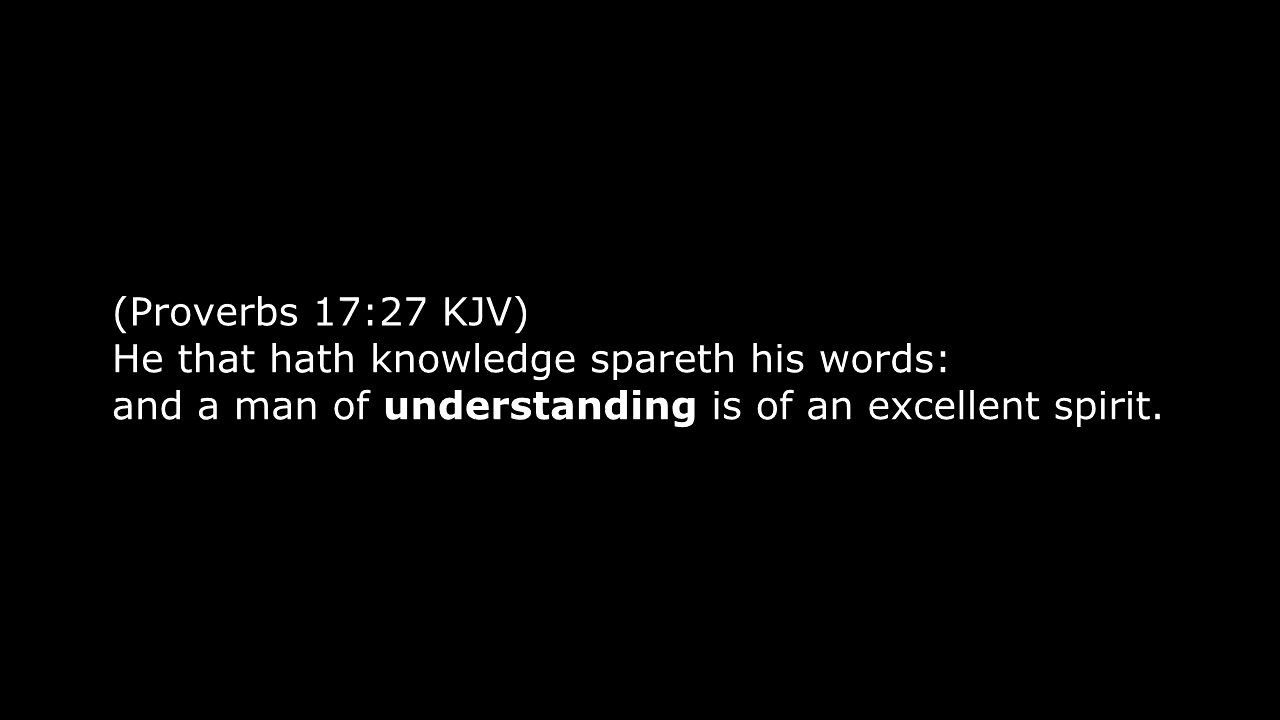 (Proverbs 17:27 KJV)
He that hath knowledge spareth his words:
and a man of understanding is of an excellent spirit.